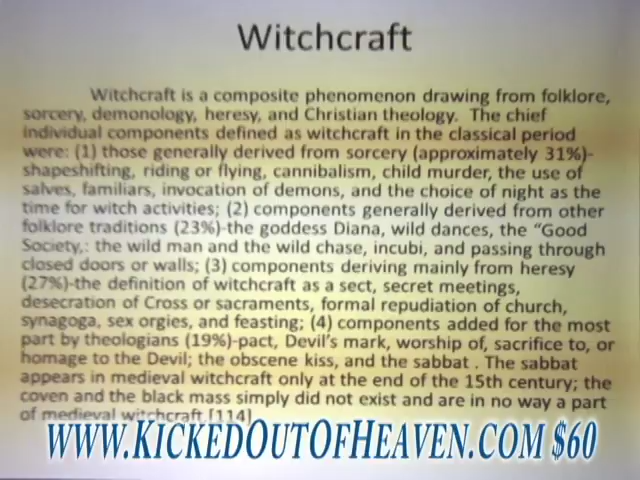 Witchcraft
Witchcraft is a composite phenomenon drawing from folklore,
sorcery, demonology, heresy, and Christian theology. The chief
individual components defined as witchcraft in the classical period
were: (1) those generally derived from sorcery (approximately 31%)-
shapeshifting, riding or flying, cannibalism, child murder, the use of
salves, familiars, invocation of demons, and the choice of night as the
time for witch activities; (2) components generally derived from other
folklore traditions (23%)-the goddess Diana, wild dances, the "Good
Society,: the wild man and the wild chase, incubi, and passing through
closed doors or walls; (3) components deriving mainly from heresy
(27%)-the definition of witchcraft as a sect, secret meetings,
desecration of Cross or sacraments, formal repudiation of church,
synagoga, sex orgies, and feasting; (4) components added for the most
part by theologians (19%)-pact, Devil's mark, worship of, sacrifice to, or
homage to the Devil; the obscene kiss, and the sabbat . The sabbat
appears in medieval witchcraft only at the end of the 15th century; the
coven and the black mass simply did not exist and are in no way a part
of medieval witchcraft.[114]
WWW.KICKEDOUTOFHEAVEN.COM $60